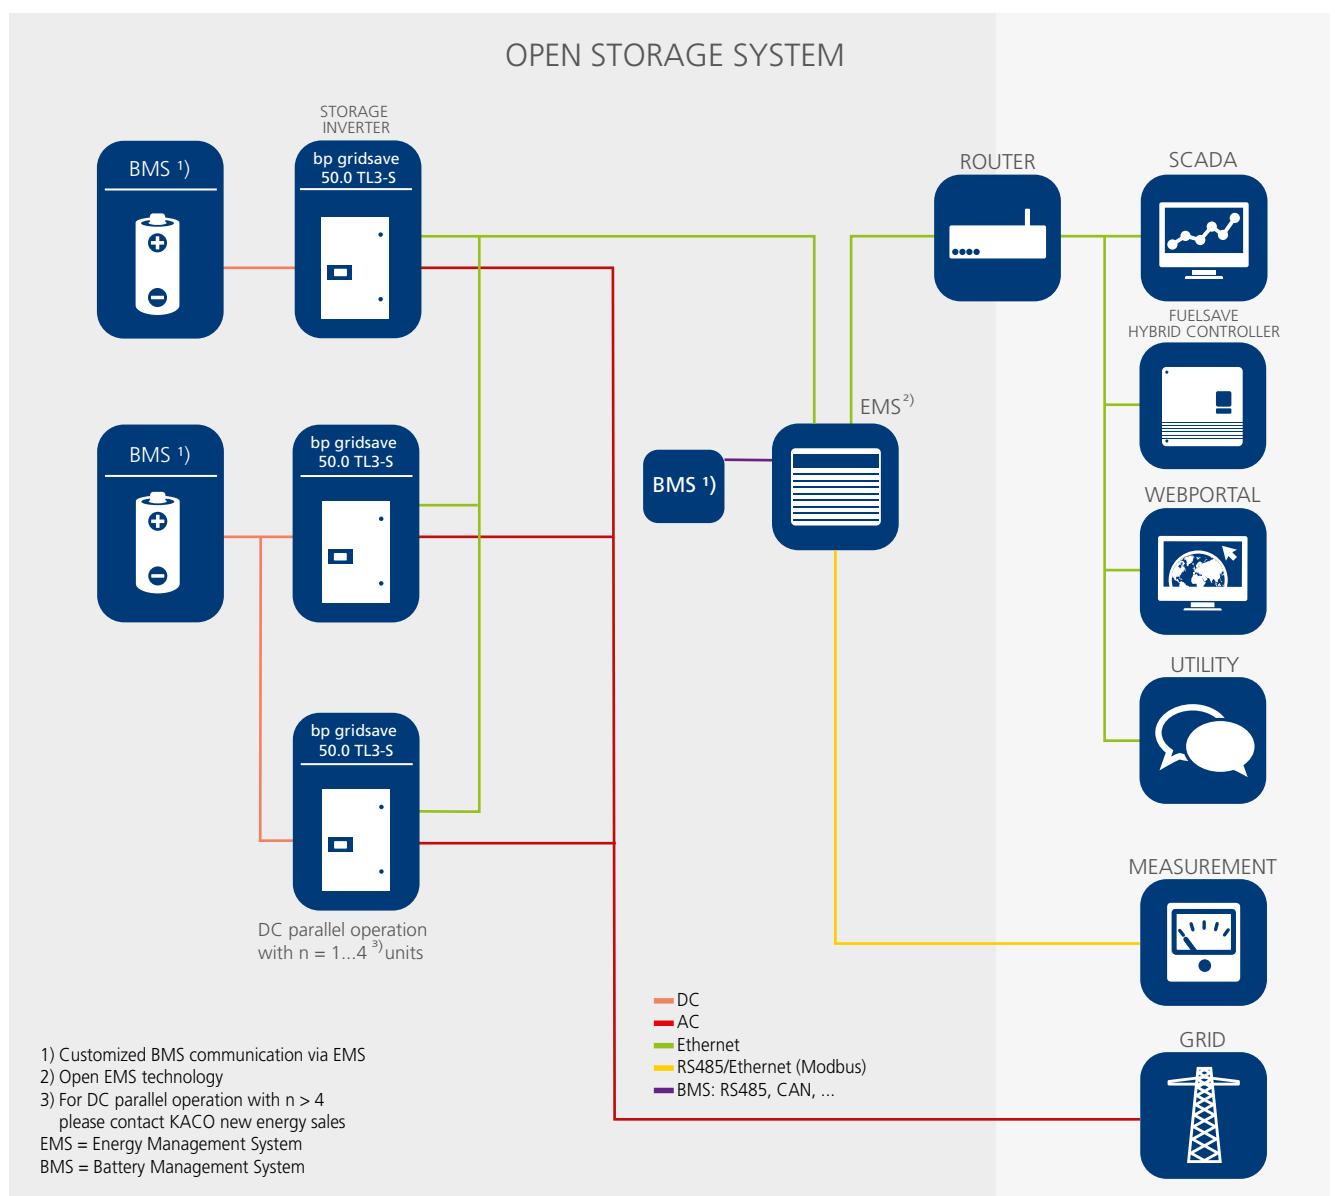 OPEN STORAGE SYSTEM
STORAGE
INVERTER
BMS ¹)
bp gridsave
50.0 TL3-S
ROUTER
SCADA
FUELSAVE
HYBRID CONTROLLER
EMS²)
BMS ¹)
bp gridsave
50.0 TL3-S
BMS ¹)
WEBPORTAL
UTILITY
bp gridsave
50.0 TL3-S
DC parallel operation
with n = 1...4 ³) units
MEASUREMENT
DC
AC
Ethernet
RS485/Ethernet (Modbus)
BMS: RS485, CAN, ...
GRID
1) Customized BMS communication via EMS
2) Open EMS technology
3) For DC parallel operation with n > 4
please contact KACO new energy sales
EMS = Energy Management System
BMS = Battery Management System